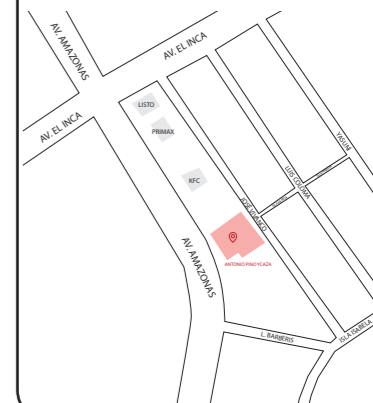 AV. AMAZONAS
AV. EL INCA
LISTO
AV. EL INCA
PRIMAX
YASUNÍ
KFC
LUIS COLOMA
ANTONIO PINO YCAZA
AV. AMAZONAS
L. BARBERIS
ISLA ISABELA